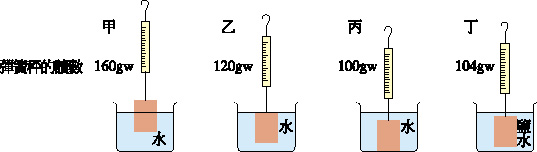 甲 乙 丙 丁
彈簧秤的讀數 160gw 120gw 100gw 104gw
水 水 水 鹽水